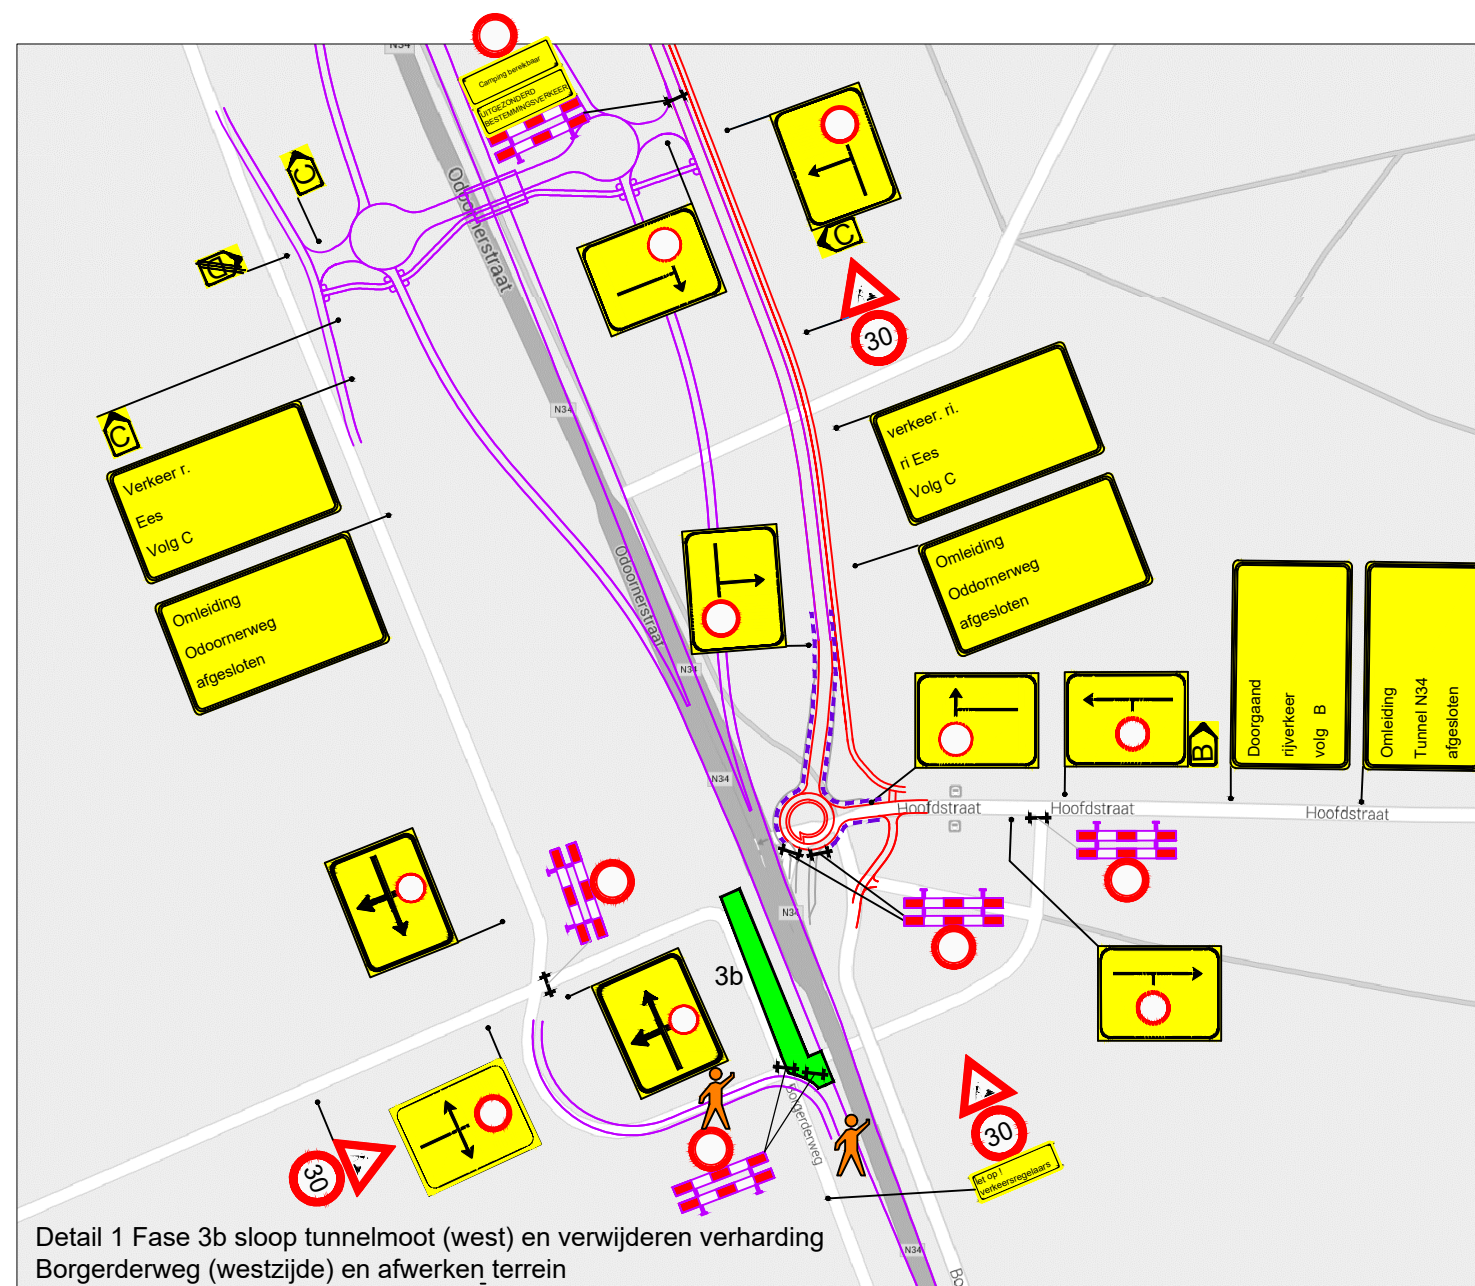 N34
Camping bereikbaar
UITGEZONDERD
BESTEMMINGSVERKEER
C
C
Odoornerstraat
30
N34
C
Verkeer r.
Ees
Volg C
verkeer. ri.
ri Ees
Volg C
Omleiding
Odoornerweg
afgesloten
Omleiding
Oddornerweg
afgesloten
Odoornerstraat
N34
Doorgaand
rijverkeer
volg B
Omleiding
Tunnel N34
afgesloten
B
N34
Hoofdstraat
Hoofdstraat
Hoofdstraat
N34
3b
Borgerderweg
30
30
let op !
verkeersregelaars
N34
Bo
Detail 1 Fase 3b sloop tunnelmoot (west) en verwijderen verharding
Borgerderweg (westzijde) en afwerken terrein